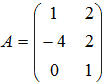 A = ( 1 2
-4 2
0 1 )